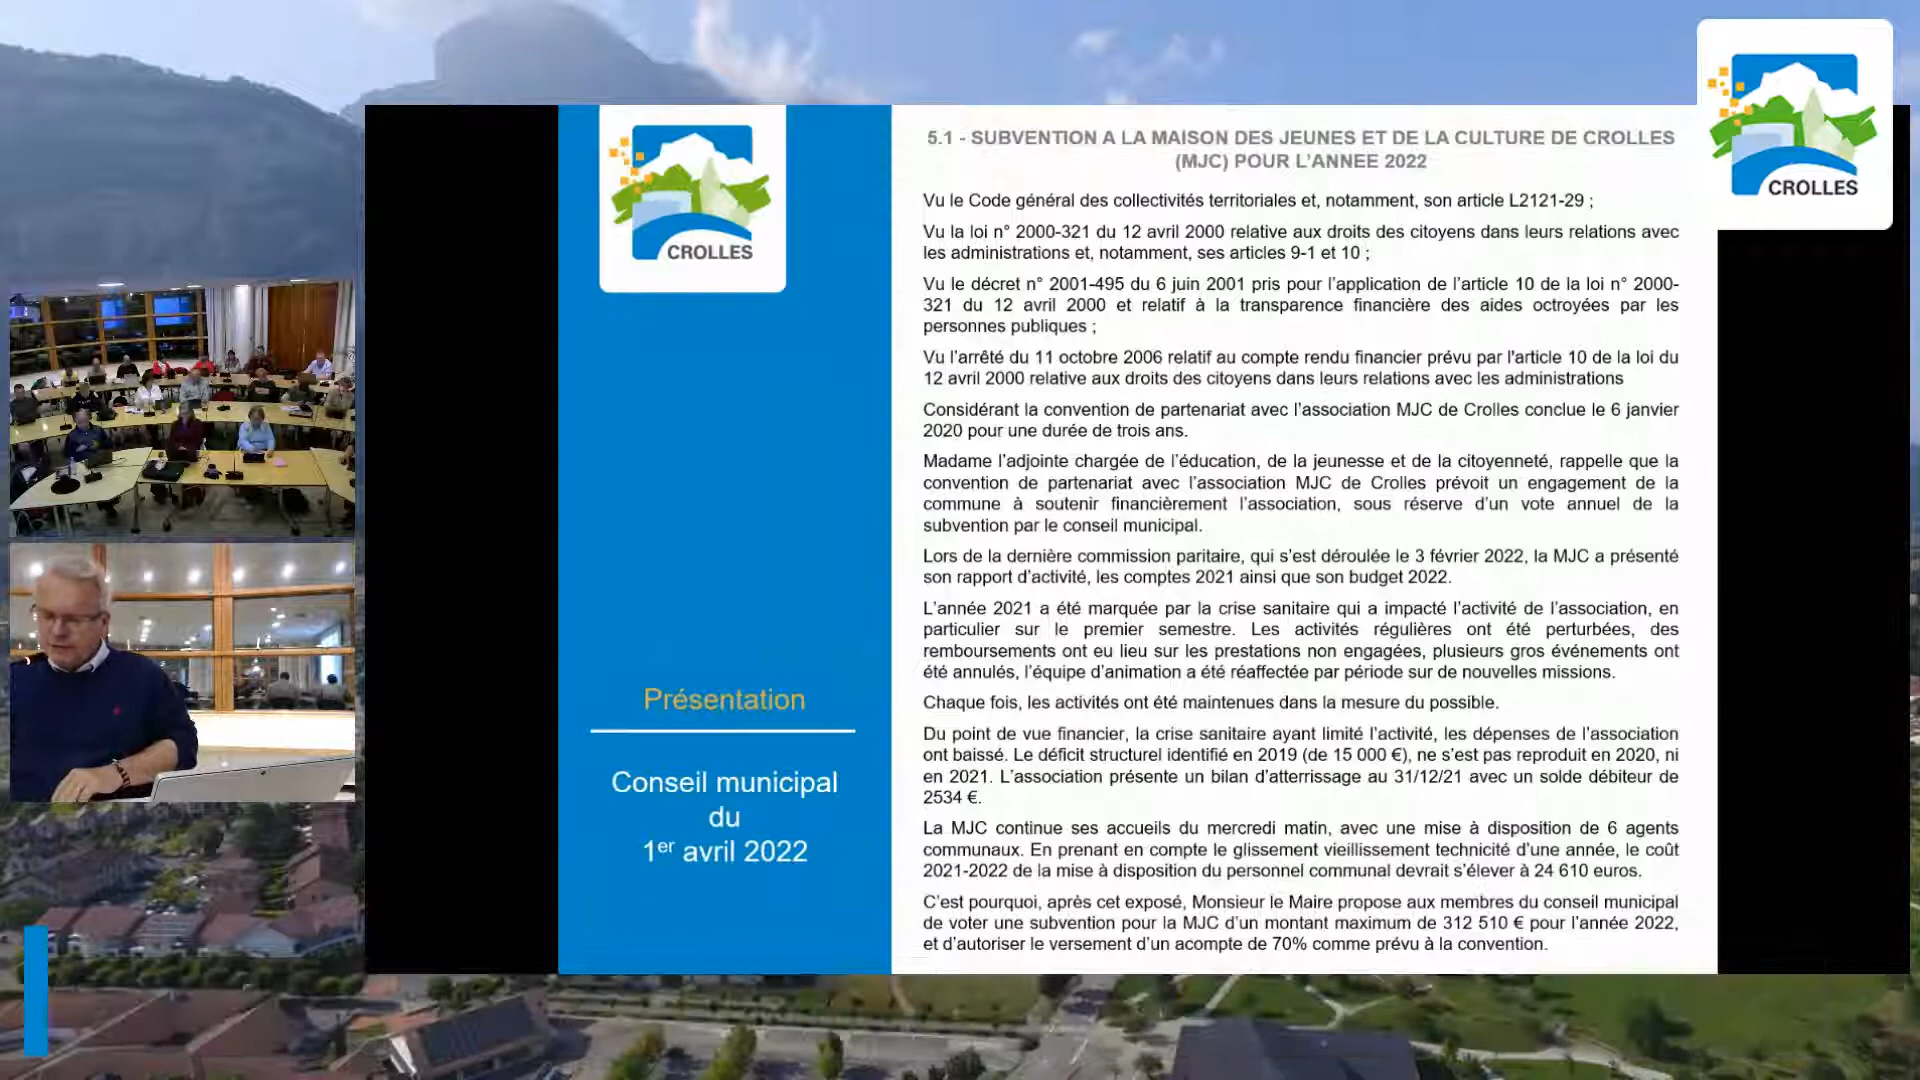 CROLLES
CROLLES
Présentation
Conseil municipal
du
1er avril 2022
5.1 - SUBVENTION A LA MAISON DES JEUNES ET DE LA CULTURE DE CROLLES
(MJC) POUR L’ANNEE 2022
Vu le Code général des collectivités territoriales et, notamment, son article L2121-29 ;
Vu la loi n° 2000-321 du 12 avril 2000 relative aux droits des citoyens dans leurs relations avec
les administrations et, notamment, ses articles 9-1 et 10 ;
Vu le décret n° 2001-495 du 6 juin 2001 pris pour l’application de l’article 10 de la loi n° 2000-
321 du 12 avril 2000 et relatif à la transparence financière des aides octroyées par les
personnes publiques ;
Vu l’arrêté du 11 octobre 2006 relatif au compte rendu financier prévu par l'article 10 de la loi du
12 avril 2000 relative aux droits des citoyens dans leurs relations avec les administrations
Considérant la convention de partenariat avec l’association MJC de Crolles conclue le 6 janvier
2020 pour une durée de trois ans.
Madame l’adjointe chargée de l’éducation, de la jeunesse et de la citoyenneté, rappelle que la
convention de partenariat avec l’association MJC de Crolles prévoit un engagement de la
commune à soutenir financièrement l’association, sous réserve d’un vote annuel de la
subvention par le conseil municipal.
Lors de la dernière commission paritaire, qui s’est déroulée le 3 février 2022, la MJC a présenté
son rapport d’activité, les comptes 2021 ainsi que son budget 2022.
L’année 2021 a été marquée par la crise sanitaire qui a impacté l’activité de l’association, en
particulier sur le premier semestre. Les activités régulières ont été perturbées, des
remboursements ont eu lieu sur les prestations non engagées, plusieurs gros événements ont
été annulés, l’équipe d’animation a été réaffectée par période sur de nouvelles missions.
Chaque fois, les activités ont été maintenues dans la mesure du possible.
Du point de vue financier, la crise sanitaire ayant limité l’activité, les dépenses de l’association
ont baissé. Le déficit structurel identifié en 2019 (de 15 000 €), ne s’est pas reproduit en 2020, ni
en 2021. L’association présente un bilan d’atterrissage au 31/12/21 avec un solde débiteur de
2534 €.
La MJC continue ses accueils du mercredi matin, avec une mise à disposition de 6 agents
communaux. En prenant en compte le glissement vieillissement technicité d’une année, le coût
2021-2022 de la mise à disposition du personnel communal devrait s’élever à 24 610 euros.
C’est pourquoi, après cet exposé, Monsieur le Maire propose aux membres du conseil municipal
de voter une subvention pour la MJC d’un montant maximum de 312 510 € pour l’année 2022,
et d’autoriser le versement d’un acompte de 70% comme prévu à la convention.